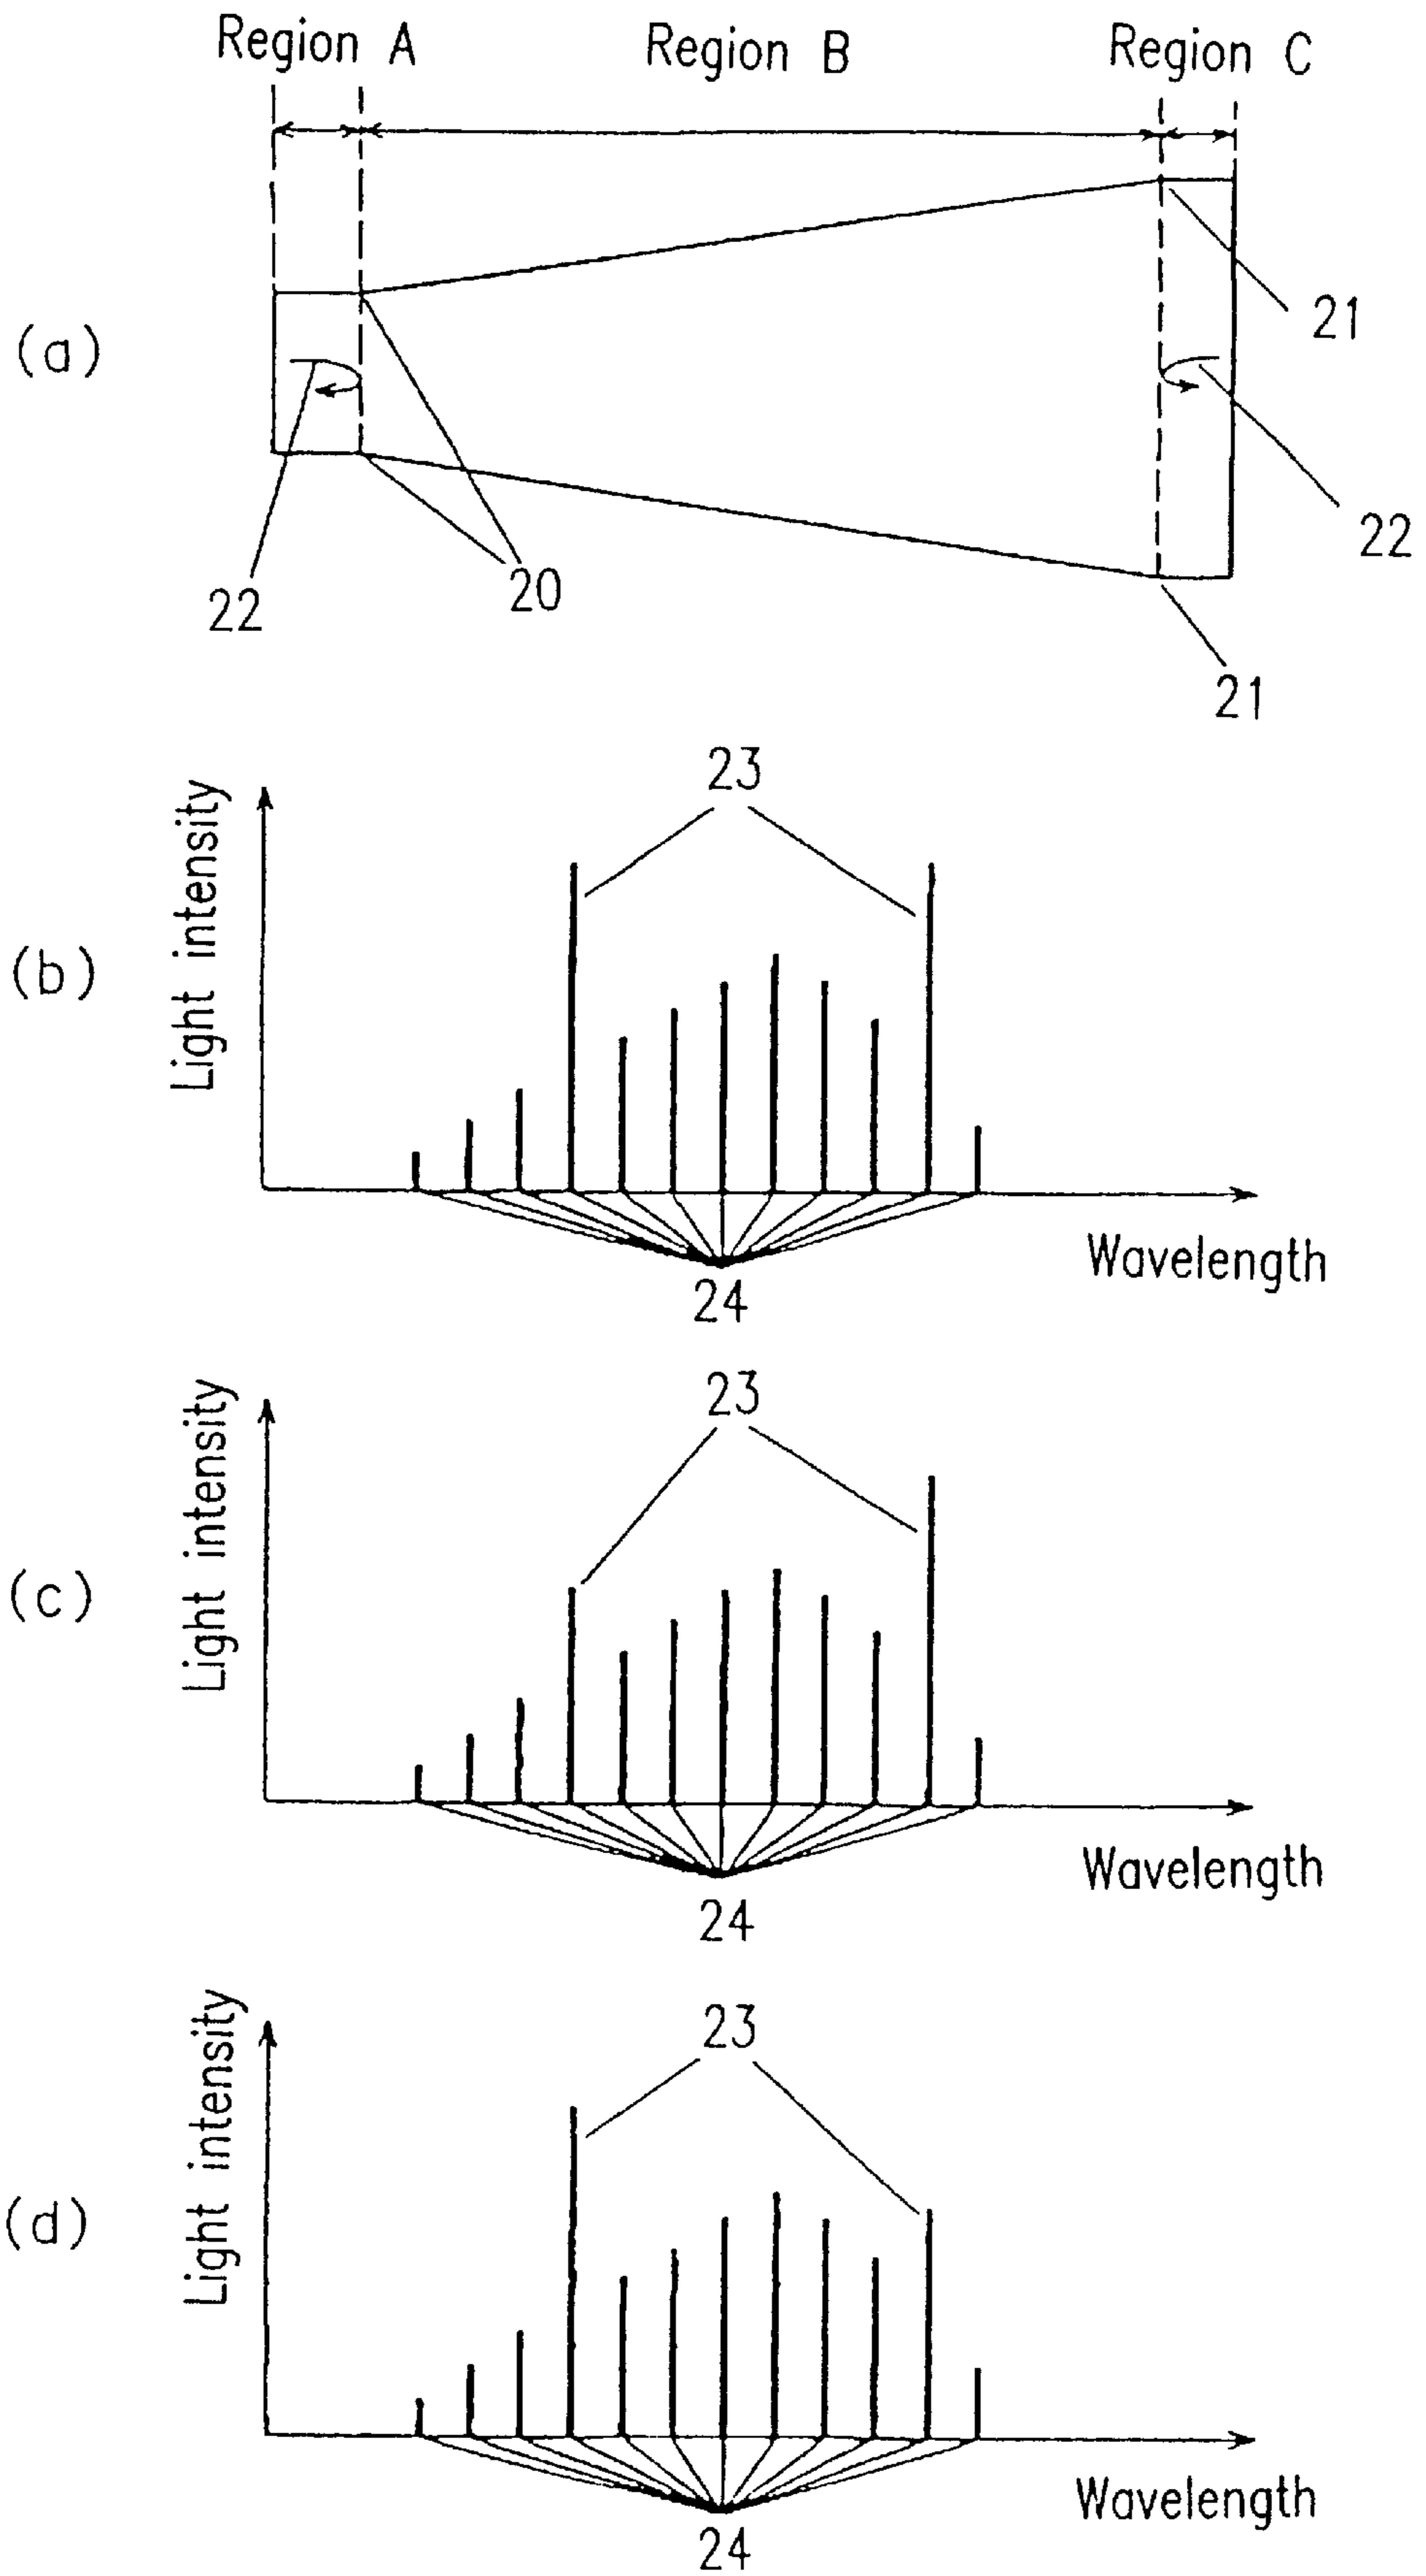 Region A Region B Region C
(a)
21
22
20
22
21
23
Light intensity
(b)
Wavelength
24
23
Light intensity
(c)
Wavelength
24
23
Light intensity
(d)
Wavelength
24